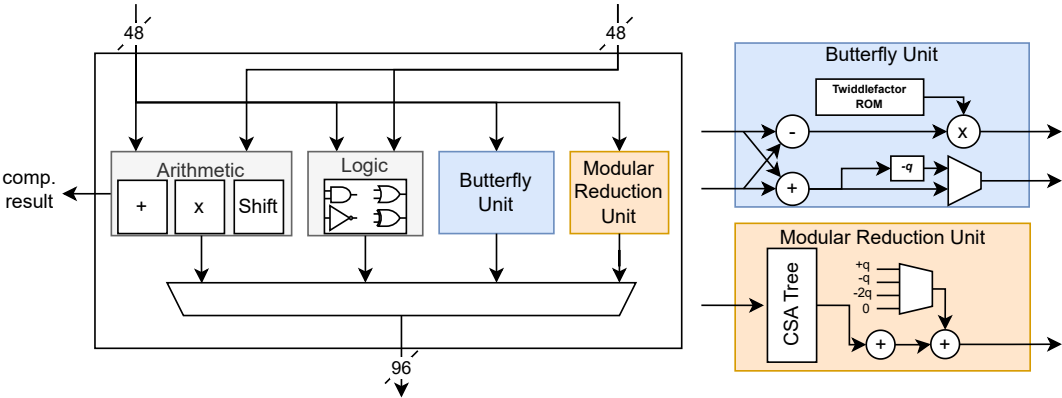 48
48
comp.
result
Arithmetic
+
x
Shift
Logic
Butterfly
Unit
Modular
Reduction
Unit
96
Butterfly Unit
Twiddlefactor
ROM
-
x
+
-q
Modular Reduction Unit
CSA Tree
+q
-q
-2q
0
+
+